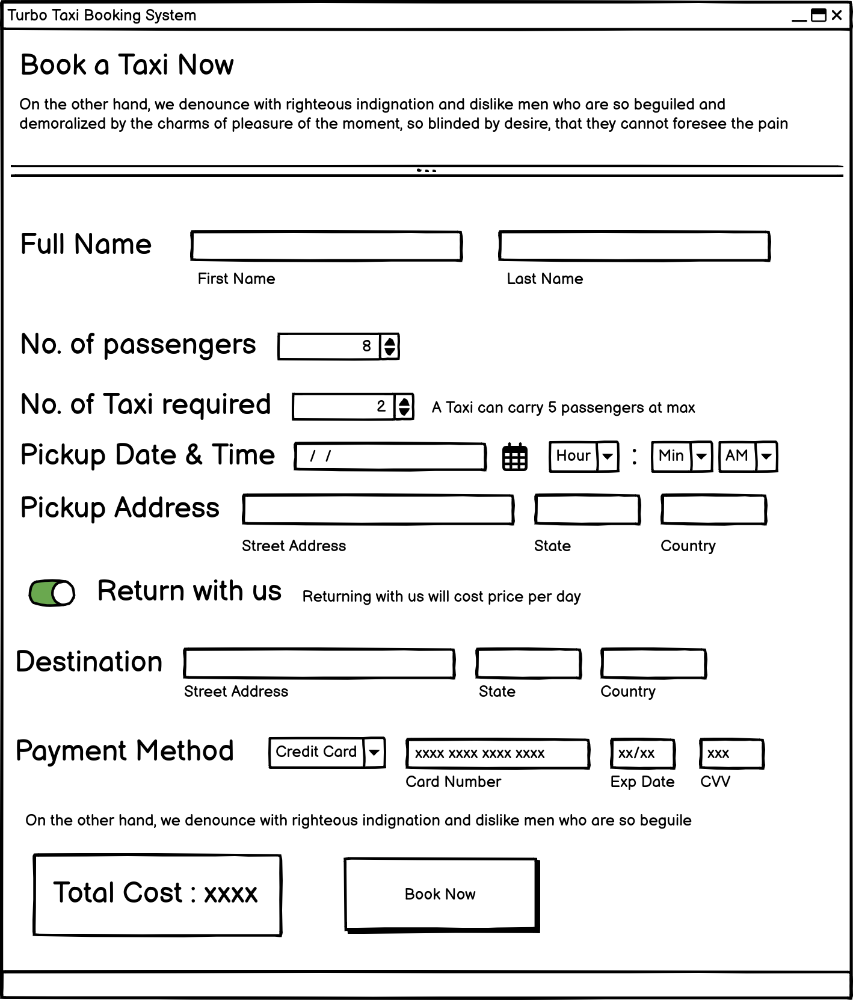 Turbo Taxi Booking System
Book a Taxi Now
On the other hand, we denounce with righteous indignation and dislike men who are so beguiled and
demoralized by the charms of pleasure of the moment, so blinded by desire, that they cannot foresee the pain
Full Name
First Name Last Name
No. of passengers 8
No. of Taxi required 2 A Taxi can carry 5 passengers at max
Pickup Date & Time / / Hour : Min AM
Pickup Address
Street Address State Country
Return with us Returning with us will cost price per day
Destination
Street Address State Country
Payment Method Credit Card xxxx xxxx xxxx xxxx xx/xx xxx
Card Number Exp Date CVV
On the other hand, we denounce with righteous indignation and dislike men who are so beguile
Total Cost : xxxx Book Now